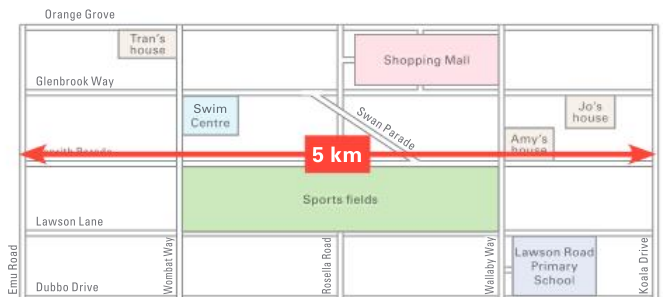 Orange Grove
Tran's
house
Shopping Mall
Glenbrook Way
Swim
Centre
Swan Parade
Jo's
house
Amy's
house
5 km
Sports fields
Lawson Lane
Emu Road
Wombat Way
Rosella Road
Wallaby Way
Koala Drive
Lawson Road
Primary
School
Dubbo Drive